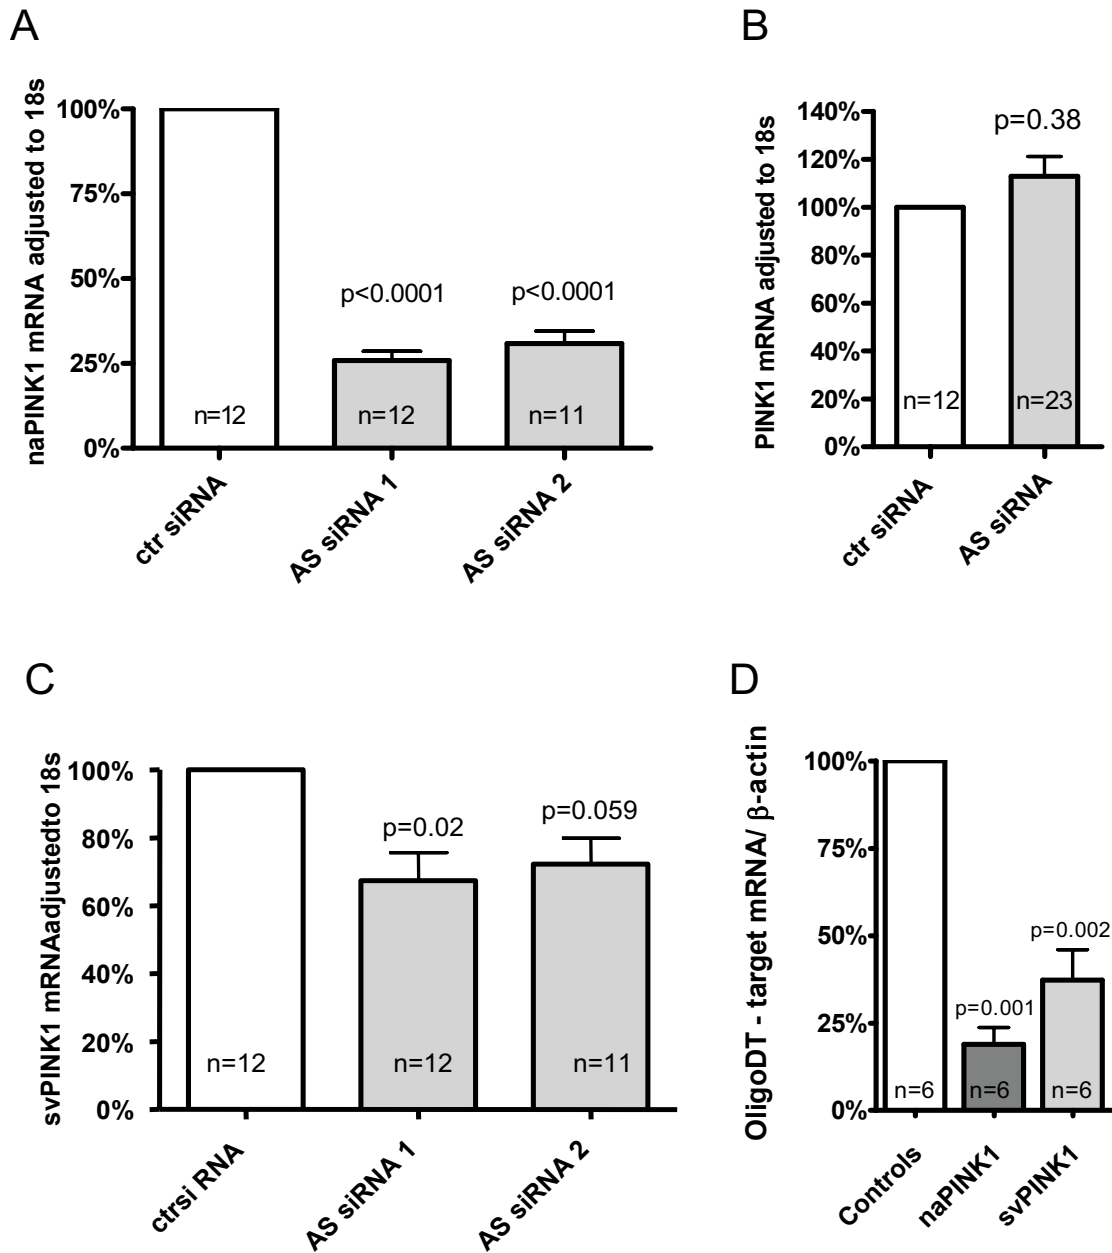 A
naPINK1 mRNA adjusted to 18s
100%
75%
50%
25%
0%
p<0.0001
p<0.0001
n=12
n=12
n=11
ctr siRNA
AS siRNA 1
AS siRNA 2
B
PINK1 mRNA adjusted to 18s
140%
120%
100%
80%
60%
40%
20%
0%
p=0.38
n=12
n=23
ctr siRNA
AS siRNA
C
svPINK1 mRNAadjustedto 18s
100%
80%
60%
40%
20%
0%
p=0.02
p=0.059
n=12
n=12
n=11
ctrsi RNA
AS siRNA 1
AS siRNA 2
D
OligoDT - target mRNA/ β-actin
100%
75%
50%
25%
0%
p=0.001
p=0.002
n=6
n=6
n=6
Controls
naPINK1
svPINK1